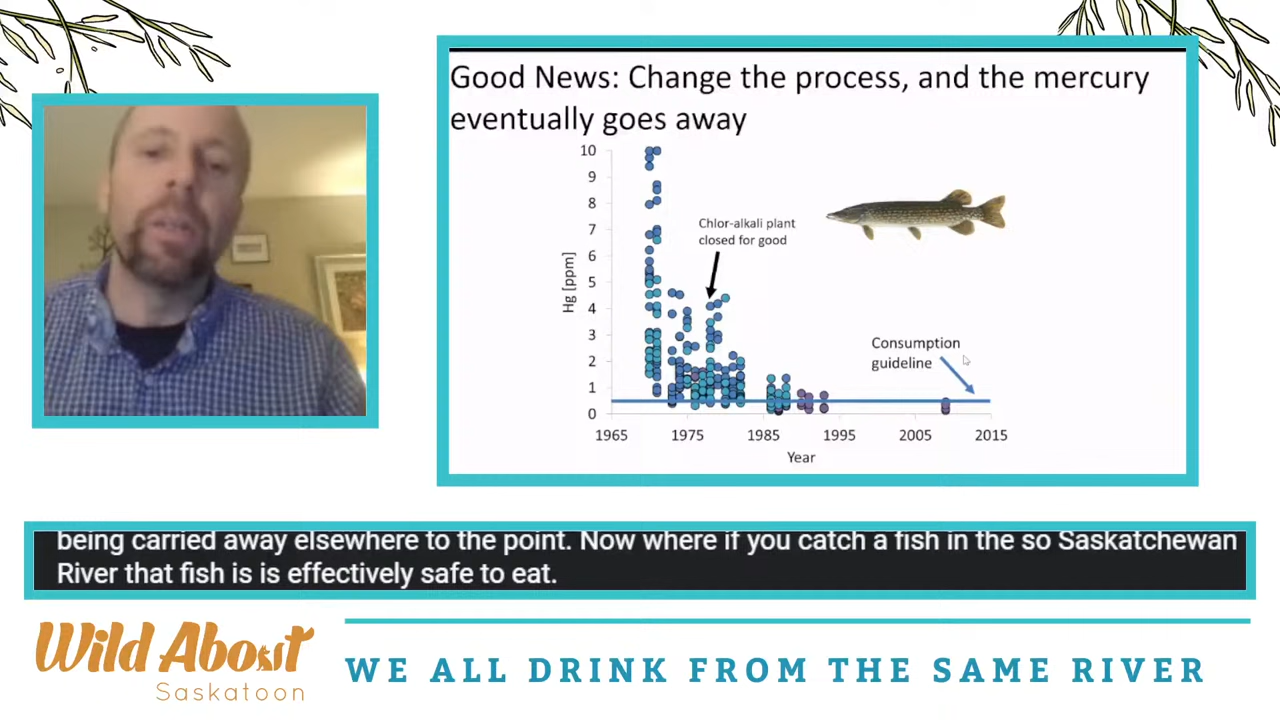 Good News: Change the process, and the mercury
eventually goes away
10
9
8
7
6
5
4
3
2
1
0
Hg [ppm]
Chlor-alkali plant
closed for good
Consumption
guideline
1965 1975 1985 1995 2005 2015
Year
being carried away elsewhere to the point. Now where if you catch a fish in the so Saskatchewan
River that fish is is effectively safe to eat.
Wild About
Saskatoon
WE ALL DRINK FROM THE SAME RIVER